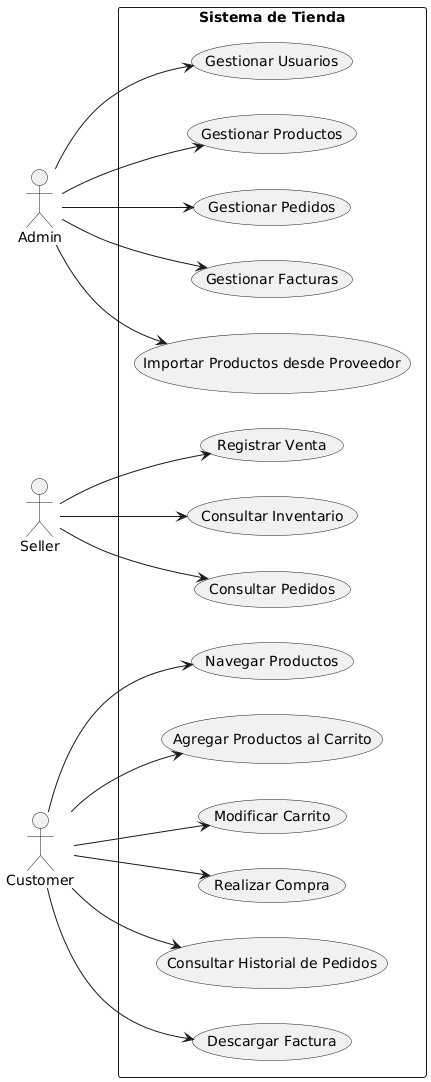 Sistema de Tienda
Gestionar Usuarios
Gestionar Productos
Gestionar Pedidos
Admin
Gestionar Facturas
Importar Productos desde Proveedor
Registrar Venta
Consultar Inventario
Seller
Consultar Pedidos
Navegar Productos
Agregar Productos al Carrito
Modificar Carrito
Customer
Realizar Compra
Consultar Historial de Pedidos
Descargar Factura